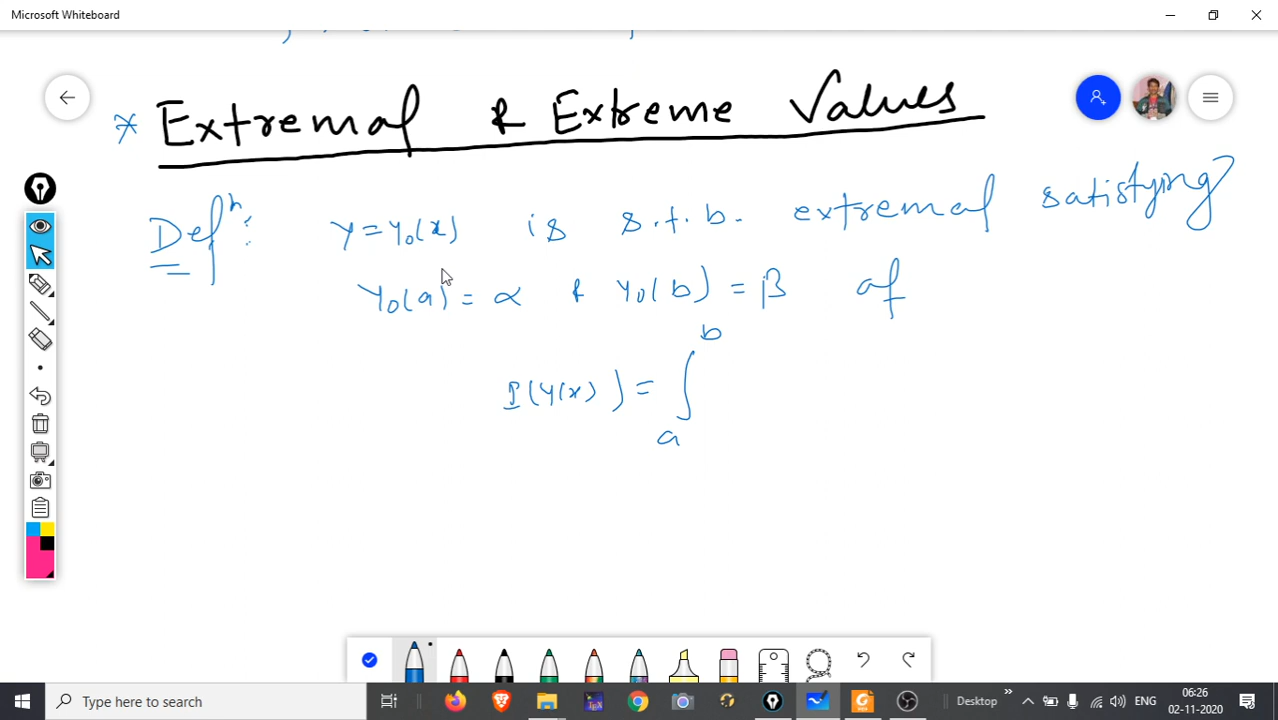 Microsoft Whiteboard
* Extremal & Extreme Values
Defⁿ: y = y₀(x) is s.t.b. extremal satisfying
y₀(a) = α & y₀(b) = β of
I(y(x)) = ∫ₐᵇ
Type here to search
Desktop
ENG
06:26
02-11-2020